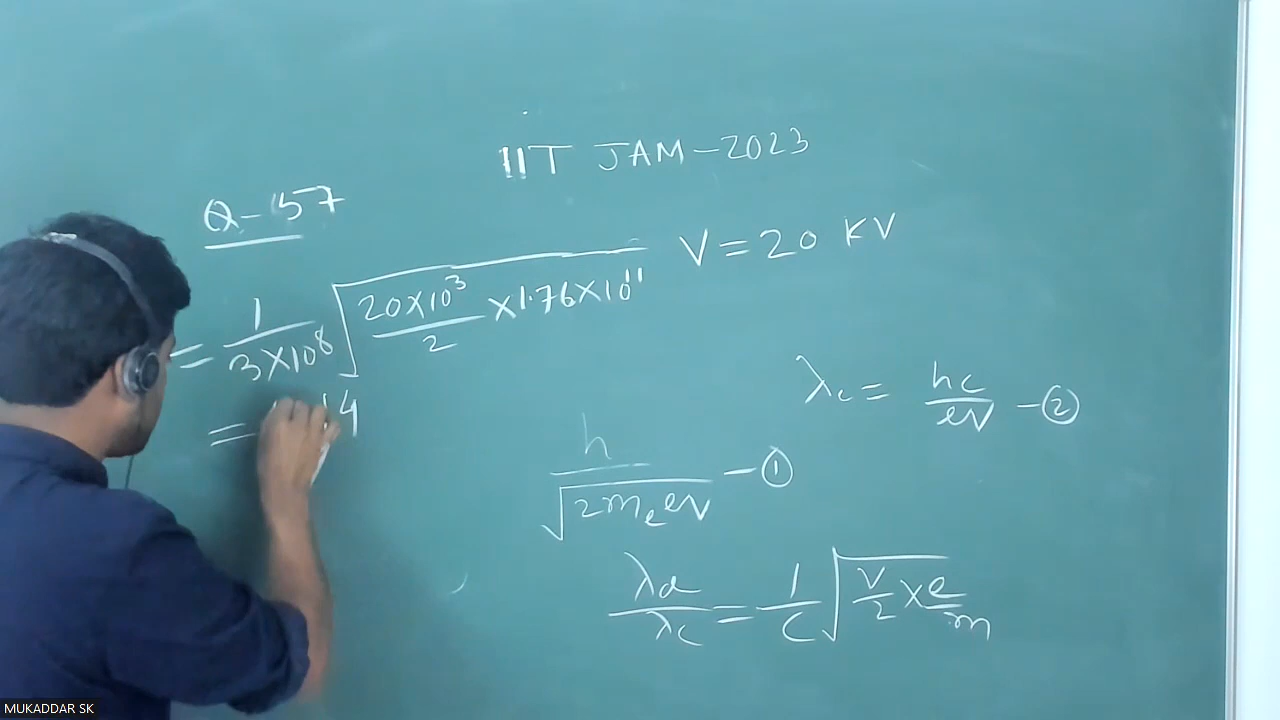 IIT JAM-2023
Q-57
V = 20 KV
= 1/(3×10⁸) √(20×10³/2 ×1.76×10¹¹)
λc = hc/eV -②
h/√(2mₑeV) -①
λd/λc = 1/c √(V/2 × e/m)
MUKADDAR SK